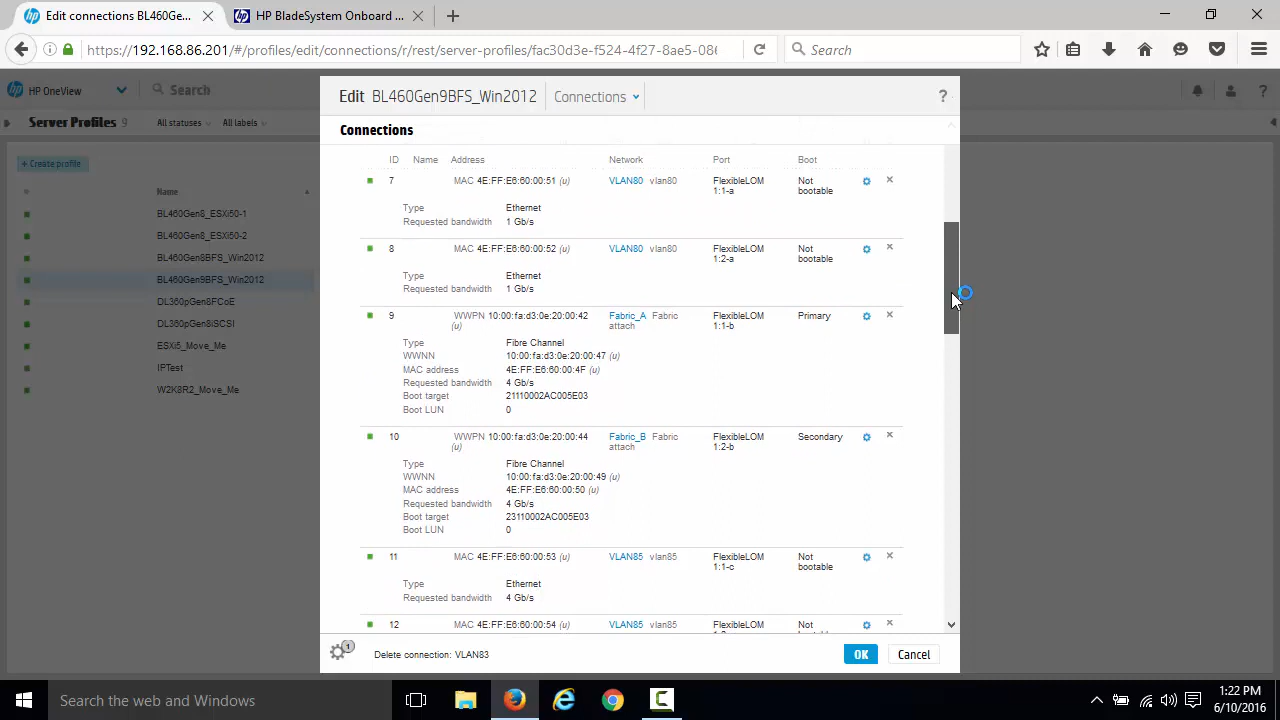 Edit connections BL460Gen... ×
HP BladeSystem Onboard ... ×
https://192.168.86.201/#/profiles/edit/connections/r/rest/server-profiles/fac30d3e-f524-4f27-8ae5-08
Search
HP OneView
Search
Server Profiles 9
All statuses
All labels
+ Create profile
Name
BL460Gen8_ESXi50-1
BL460Gen8_ESXi50-2
BL460Gen8BFS_Win2012
BL460Gen9BFS_Win2012
DL360pGen8FCoE
DL360pGen8iSCSI
ESXi5_Move_Me
IPTest
W2K8R2_Move_Me
Edit BL460Gen9BFS_Win2012 Connections ?
Connections
ID Name Address Network Port Boot
7 MAC 4E:FF:E6:60:00:51 (u) VLAN80 vlan80 FlexibleLOM Not
1:1-a bootable
Type Ethernet
Requested bandwidth 1 Gb/s
8 MAC 4E:FF:E6:60:00:52 (u) VLAN80 vlan80 FlexibleLOM Not
1:2-a bootable
Type Ethernet
Requested bandwidth 1 Gb/s
9 WWPN 10:00:fa:d3:0e:20:00:42 Fabric_A Fabric FlexibleLOM Primary
(u) attach 1:1-b
Type Fibre Channel
WWNN 10:00:fa:d3:0e:20:00:47 (u)
MAC address 4E:FF:E6:60:00:4F (u)
Requested bandwidth 4 Gb/s
Boot target 21110002AC005E03
Boot LUN 0
10 WWPN 10:00:fa:d3:0e:20:00:44 Fabric_B Fabric FlexibleLOM Secondary
(u) attach 1:2-b
Type Fibre Channel
WWNN 10:00:fa:d3:0e:20:00:49 (u)
MAC address 4E:FF:E6:60:00:50 (u)
Requested bandwidth 4 Gb/s
Boot target 23110002AC005E03
Boot LUN 0
11 MAC 4E:FF:E6:60:00:53 (u) VLAN85 vlan85 FlexibleLOM Not
1:1-c bootable
Type Ethernet
Requested bandwidth 4 Gb/s
12 MAC 4E:FF:E6:60:00:54 (u) VLAN85 vlan85 FlexibleLOM Not
1 Delete connection: VLAN83 OK Cancel
Search the web and Windows
1:22 PM
6/10/2016